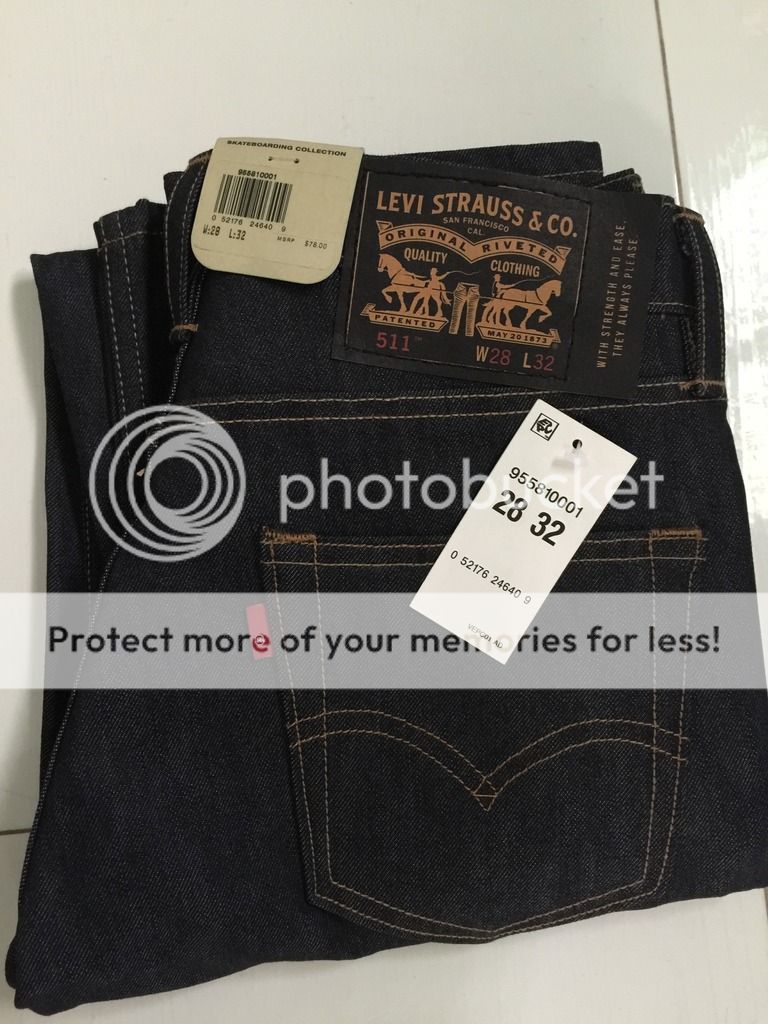 SKATEBOARDING COLLECTION
955810001
0 52176 24640 9
W:28 L:32
MSRP $78.00
LEVI STRAUSS & CO.
SAN FRANCISCO
CAL.
ORIGINAL RIVETED
QUALITY CLOTHING
PATENTED MAY 20 1873
511™
W28 L32
WITH STRENGTH AND EASE
THEY ALWAYS PLEASE
955810001
28 32
0 52176 24640 9
photobucket
Protect more of your memories for less!